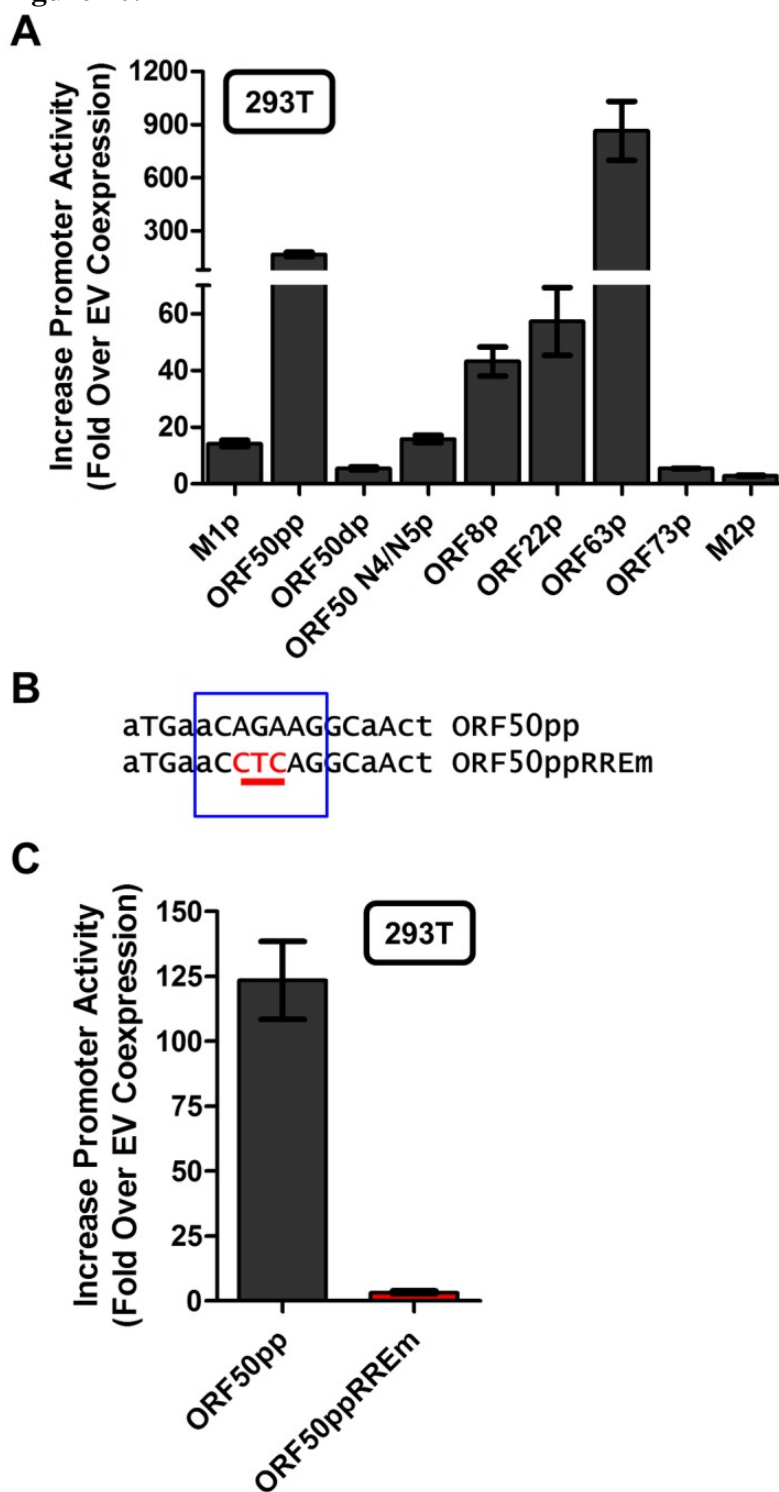 A
Increase Promoter Activity
(Fold Over EV Coexpression)
293T
1200
900
600
300
60
40
20
0
M1p
ORF50pp
ORF50dp
ORF50 N4/N5p
ORF8p
ORF22p
ORF63p
ORF73p
M2p
B
aTGaaCAGAAGGCaAct ORF50pp
aTGaaCCTCAGGCaAct ORF50ppRREm
C
Increase Promoter Activity
(Fold Over EV Coexpression)
293T
150
125
100
75
50
25
0
ORF50pp
ORF50ppRREm